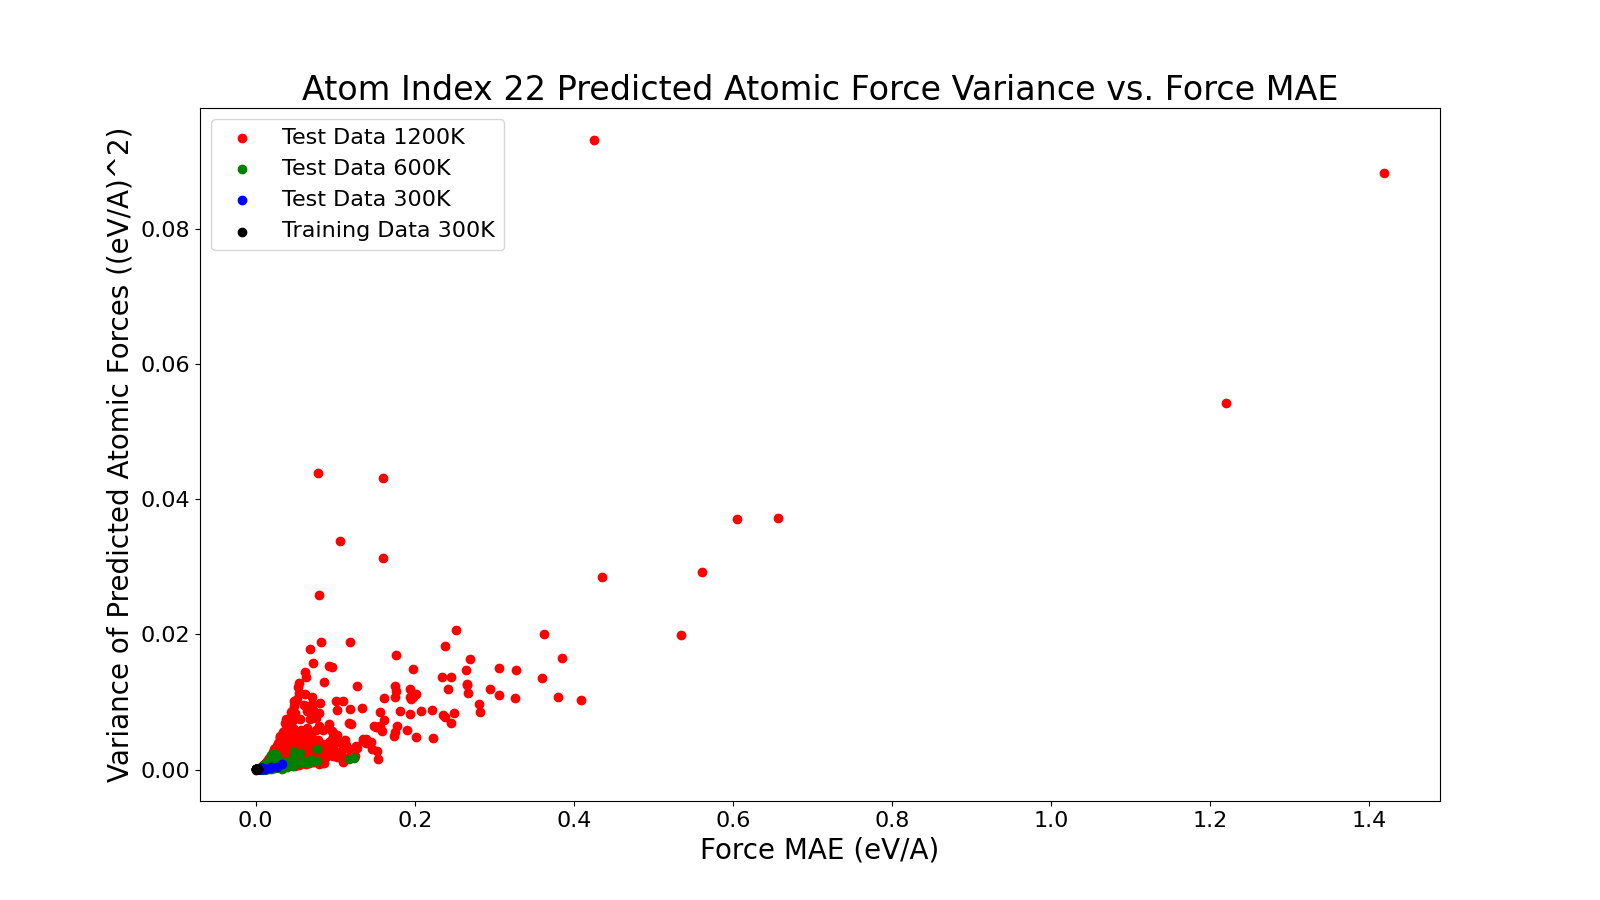 Atom Index 22 Predicted Atomic Force Variance vs. Force MAE
Test Data 1200K
Test Data 600K
Test Data 300K
Training Data 300K
Variance of Predicted Atomic Forces ((eV/A)^2)
0.08
0.06
0.04
0.02
0.00
0.0 0.2 0.4 0.6 0.8 1.0 1.2 1.4
Force MAE (eV/A)